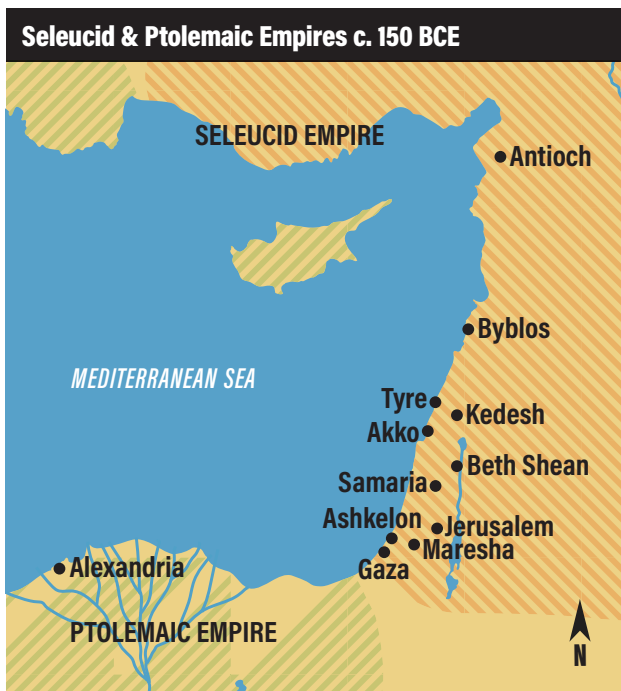 Seleucid & Ptolemaic Empires c. 150 BCE
SELEUCID EMPIRE
Antioch
Byblos
MEDITERRANEAN SEA
Tyre
Kedesh
Akko
Beth Shean
Samaria
Ashkelon
Jerusalem
Maresha
Gaza
Alexandria
PTOLEMAIC EMPIRE
N